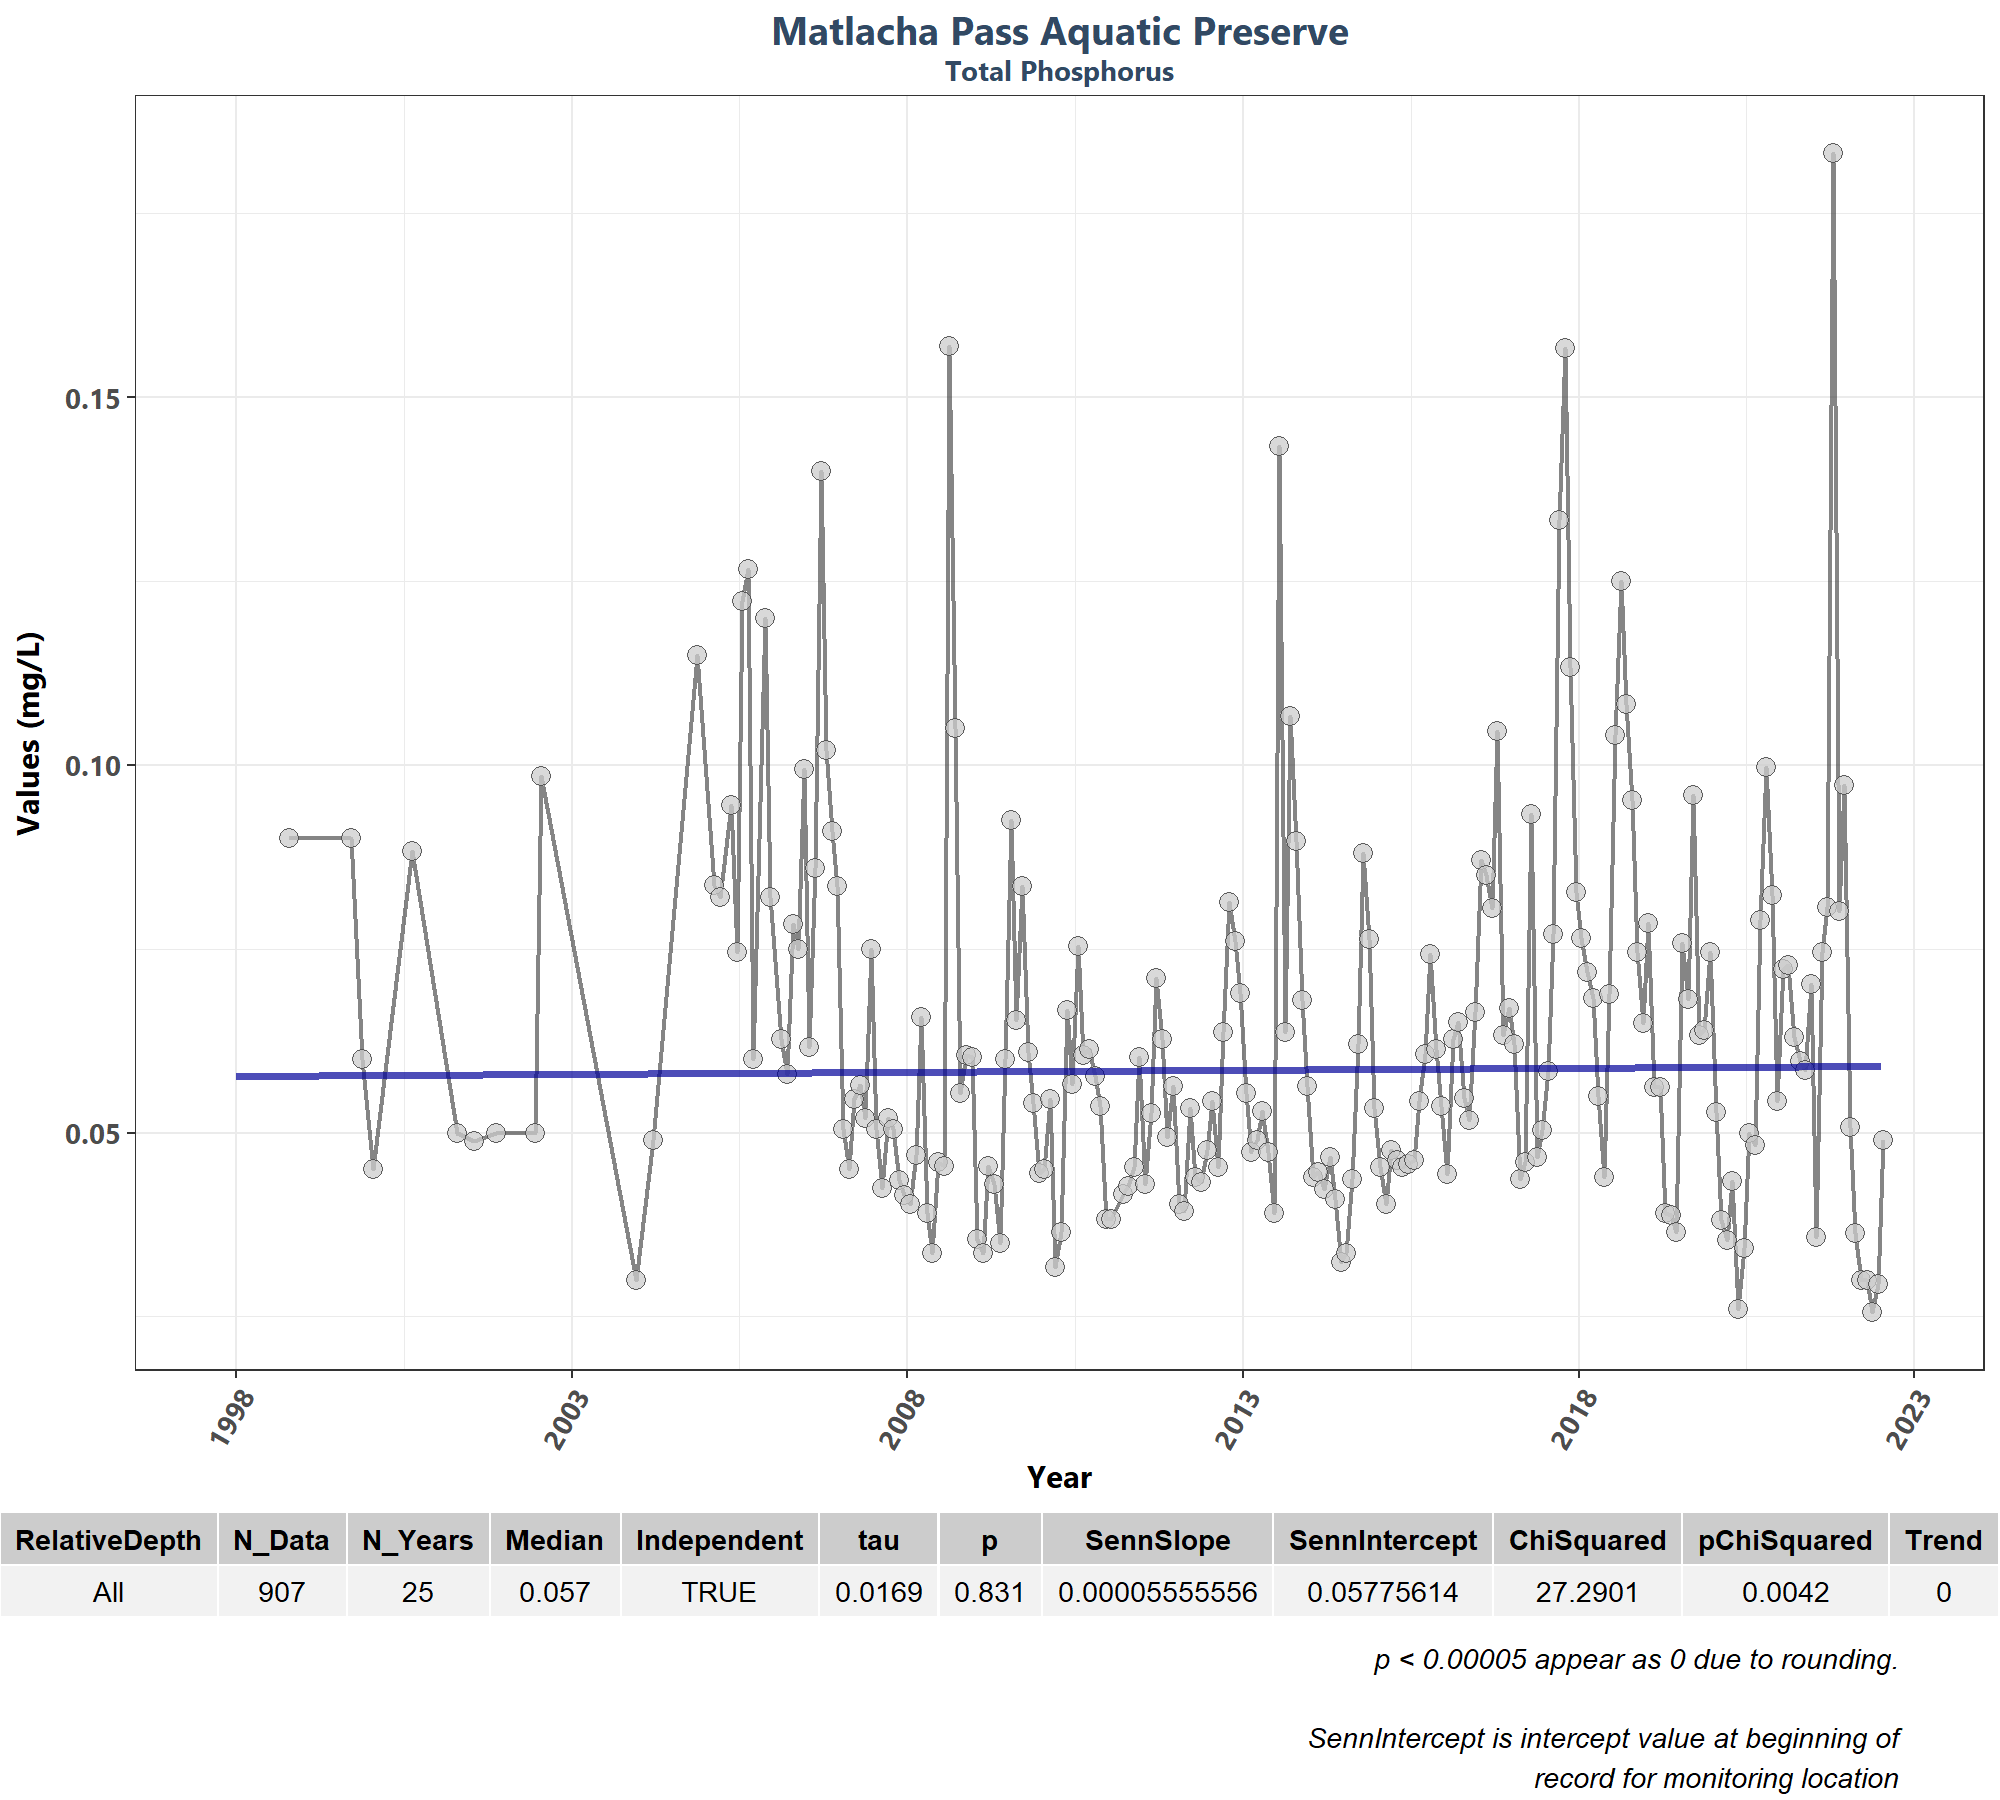 Matlacha Pass Aquatic Preserve
Total Phosphorus
Values (mg/L)
0.15
0.10
0.05
1998 2003 2008 2013 2018 2023
Year
RelativeDepth N_Data N_Years Median Independent tau p SennSlope SennIntercept ChiSquared pChiSquared Trend
All 907 25 0.057 TRUE 0.0169 0.831 0.00005555556 0.05775614 27.2901 0.0042 0
p < 0.00005 appear as 0 due to rounding.
SennIntercept is intercept value at beginning of
record for monitoring location